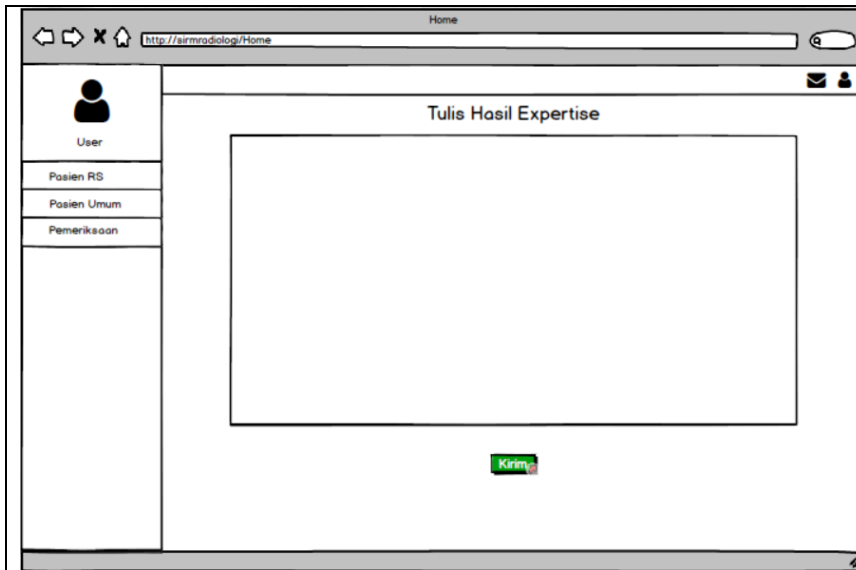 Home
http://sirmradiologi/Home
User
Tulis Hasil Expertise
Pasien RS
Pasien Umum
Pemeriksaan
Kirim